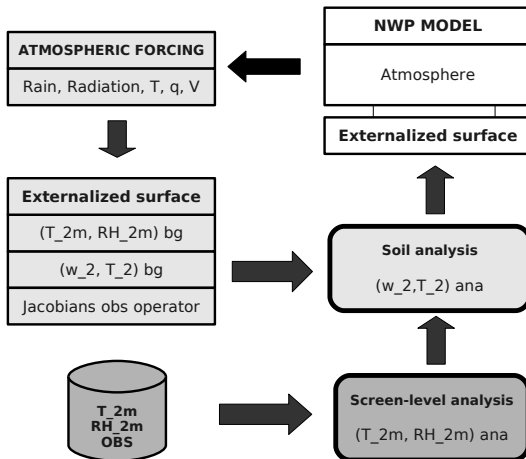 ATMOSPHERIC FORCING
Rain, Radiation, T, q, V
NWP MODEL
Atmosphere
Externalized surface
Externalized surface
(T_2m, RH_2m) bg
(w_2, T_2) bg
Jacobians obs operator
Soil analysis
(w_2,T_2) ana
T_2m
RH_2m
OBS
Screen-level analysis
(T_2m, RH_2m) ana